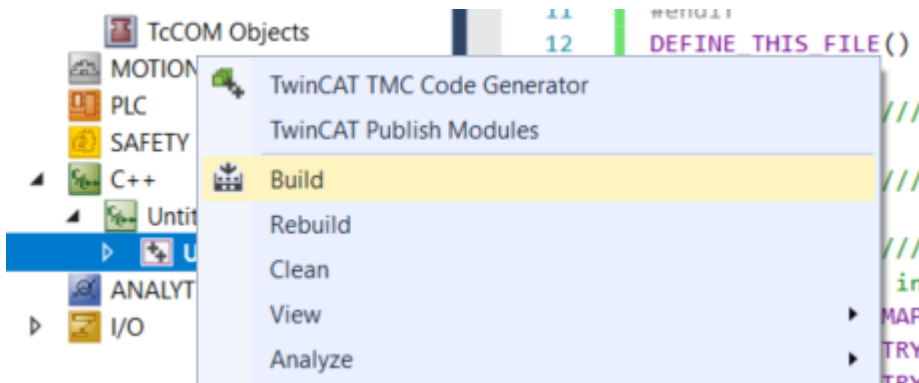 11 #endif
TcCOM Objects
12 DEFINE_THIS_FILE()
MOTION
TwinCAT TMC Code Generator
PLC
///
TwinCAT Publish Modules
SAFETY
C++
Build
///
Untit
Rebuild
U
///
Clean
in
ANALYT
View
MAP
I/O
TRY
Analyze
TRY